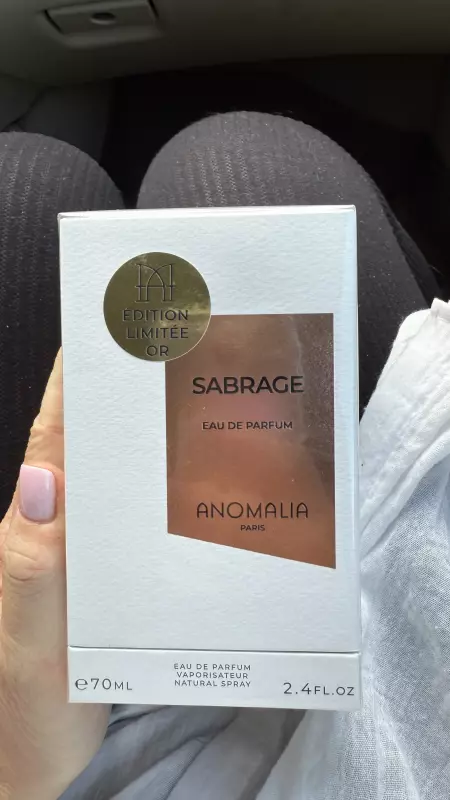 ÉDITION
LIMITÉE
OR
SABRAGE
EAU DE PARFUM
ANOMALIA
PARIS
EAU DE PARFUM
VAPORISATEUR
NATURAL SPRAY
℮70ML
2.4FL.OZ